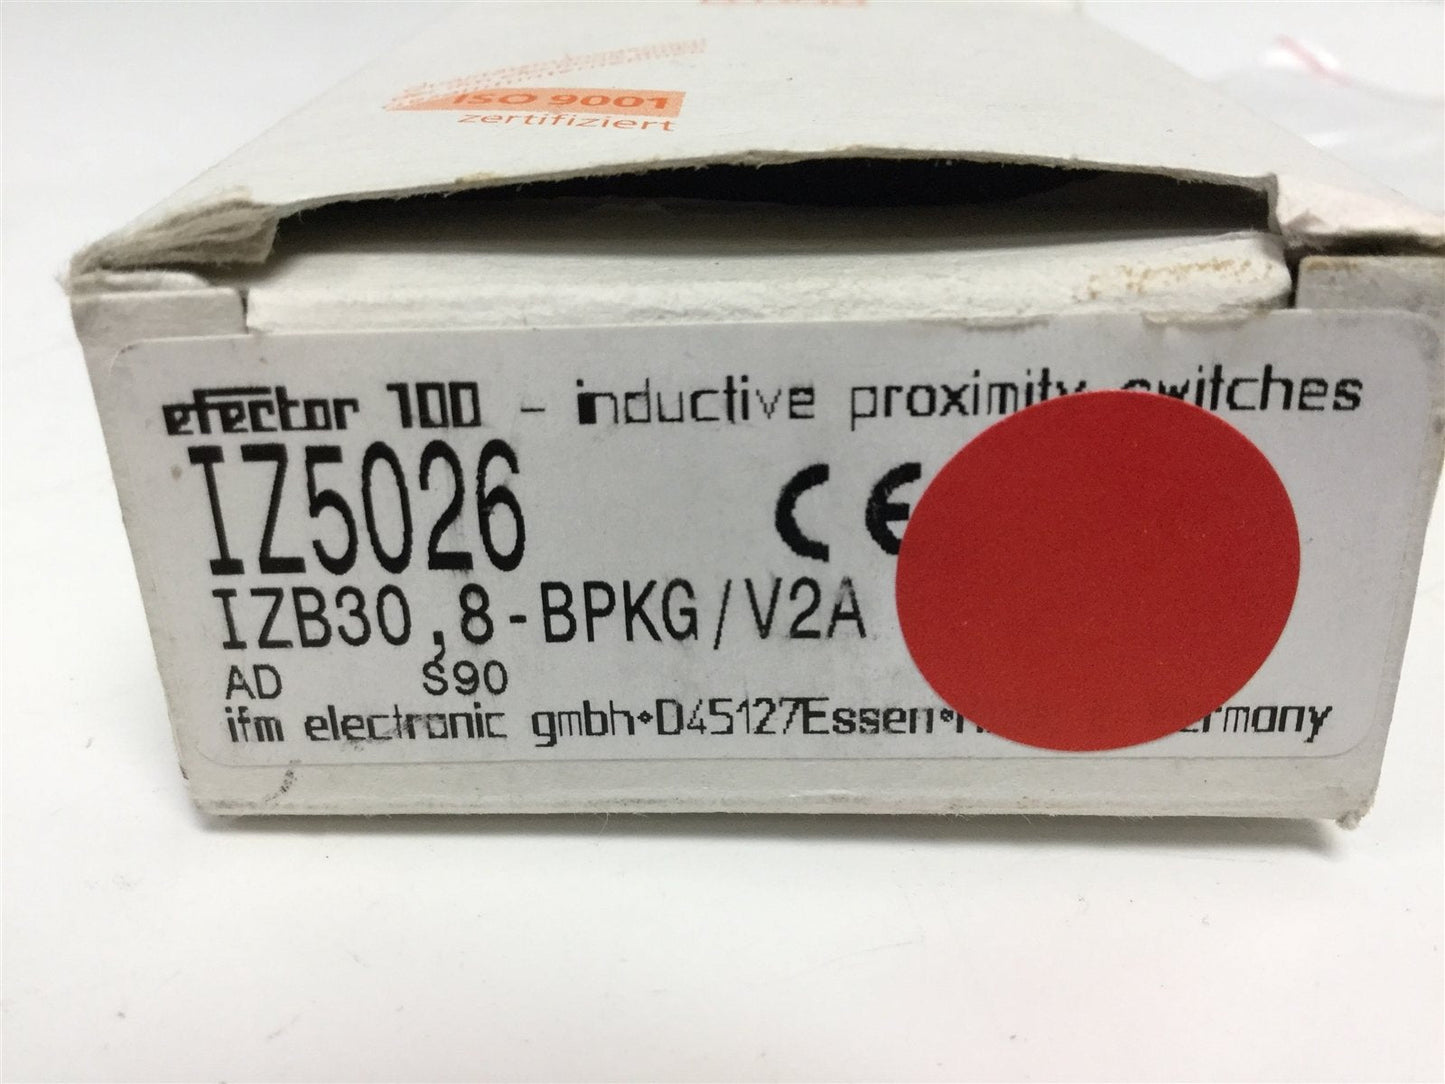 ISO 9001
zertifiziert
efector 100 - inductive proximity switches
IZ5026
CE
IZB30,8-BPKG/V2A
AD S90
ifm electronic gmbh•D45127Essen•